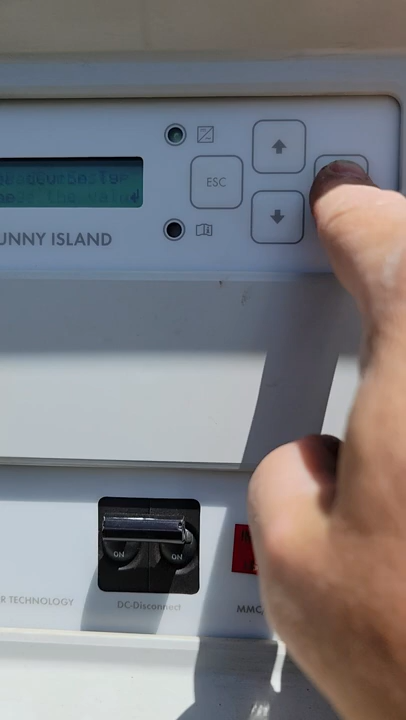 ESC
UNNY ISLAND
ON ON
R TECHNOLOGY
DC-Disconnect
MMC